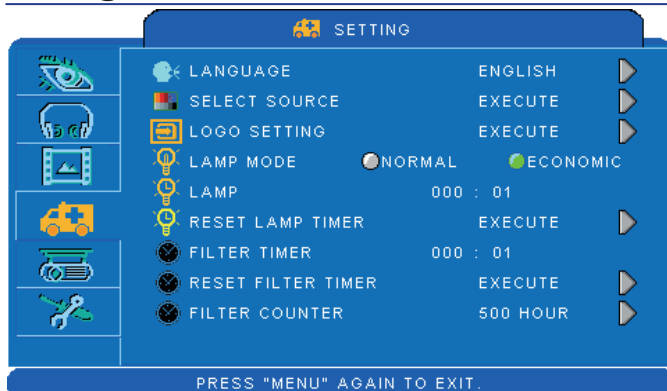 SETTING
LANGUAGE ENGLISH
SELECT SOURCE EXECUTE
LOGO SETTING EXECUTE
LAMP MODE NORMAL ECONOMIC
LAMP 000 : 01
RESET LAMP TIMER EXECUTE
FILTER TIMER 000 : 01
RESET FILTER TIMER EXECUTE
FILTER COUNTER 500 HOUR
PRESS "MENU" AGAIN TO EXIT.